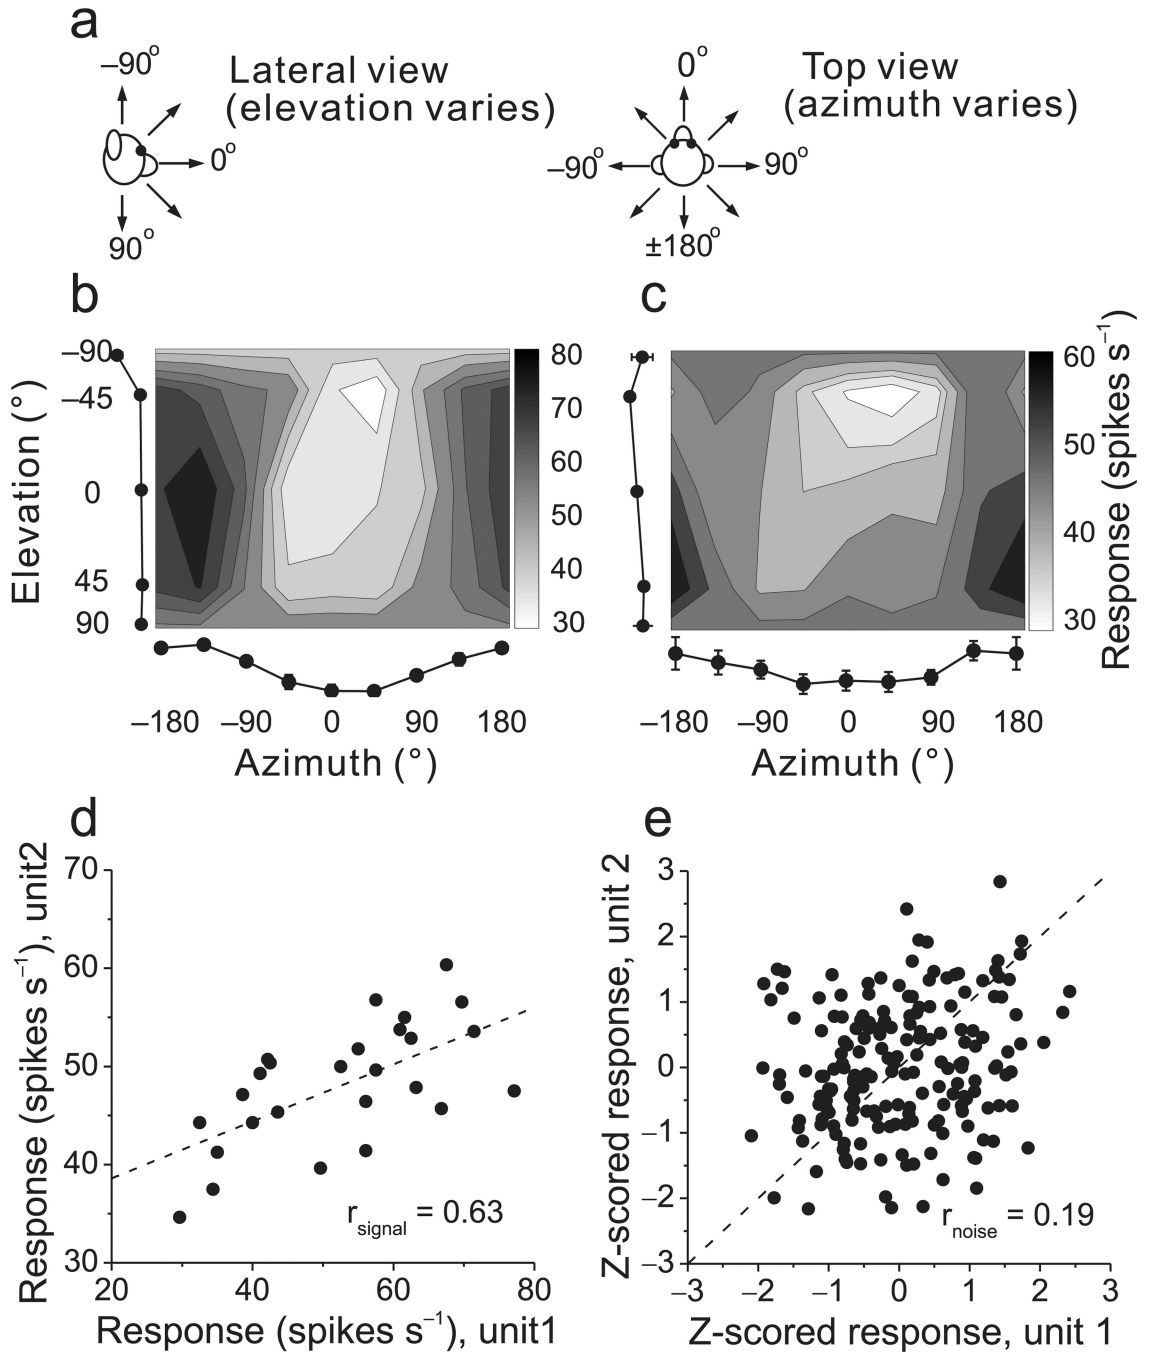 a
–90°
Lateral view
(elevation varies)
0°
90°
0°
Top view
(azimuth varies)
–90°
90°
±180°
b
Elevation (°)
–90
–45
0
45
90
80
70
60
50
40
30
–180 –90 0 90 180
Azimuth (°)
c
60
50
40
30
Response (spikes s⁻¹)
–180 –90 0 90 180
Azimuth (°)
d
Response (spikes s⁻¹), unit2
70
60
50
40
30
r signal = 0.63
20 40 60 80
Response (spikes s⁻¹), unit1
e
Z-scored response, unit 2
3
2
1
0
–1
–2
–3
r noise = 0.19
–3 –2 –1 0 1 2 3
Z-scored response, unit 1